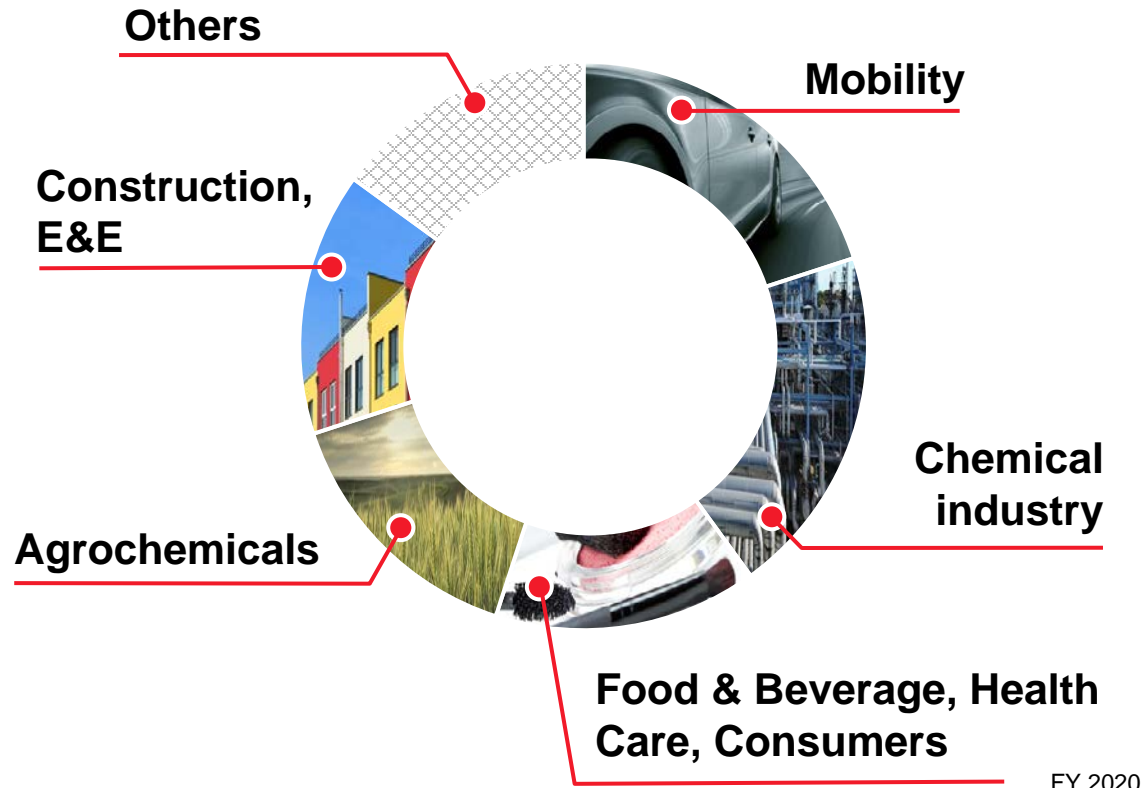 Others
Mobility
Construction,
E&E
Chemical
industry
Agrochemicals
Food & Beverage, Health
Care, Consumers
FY 2020